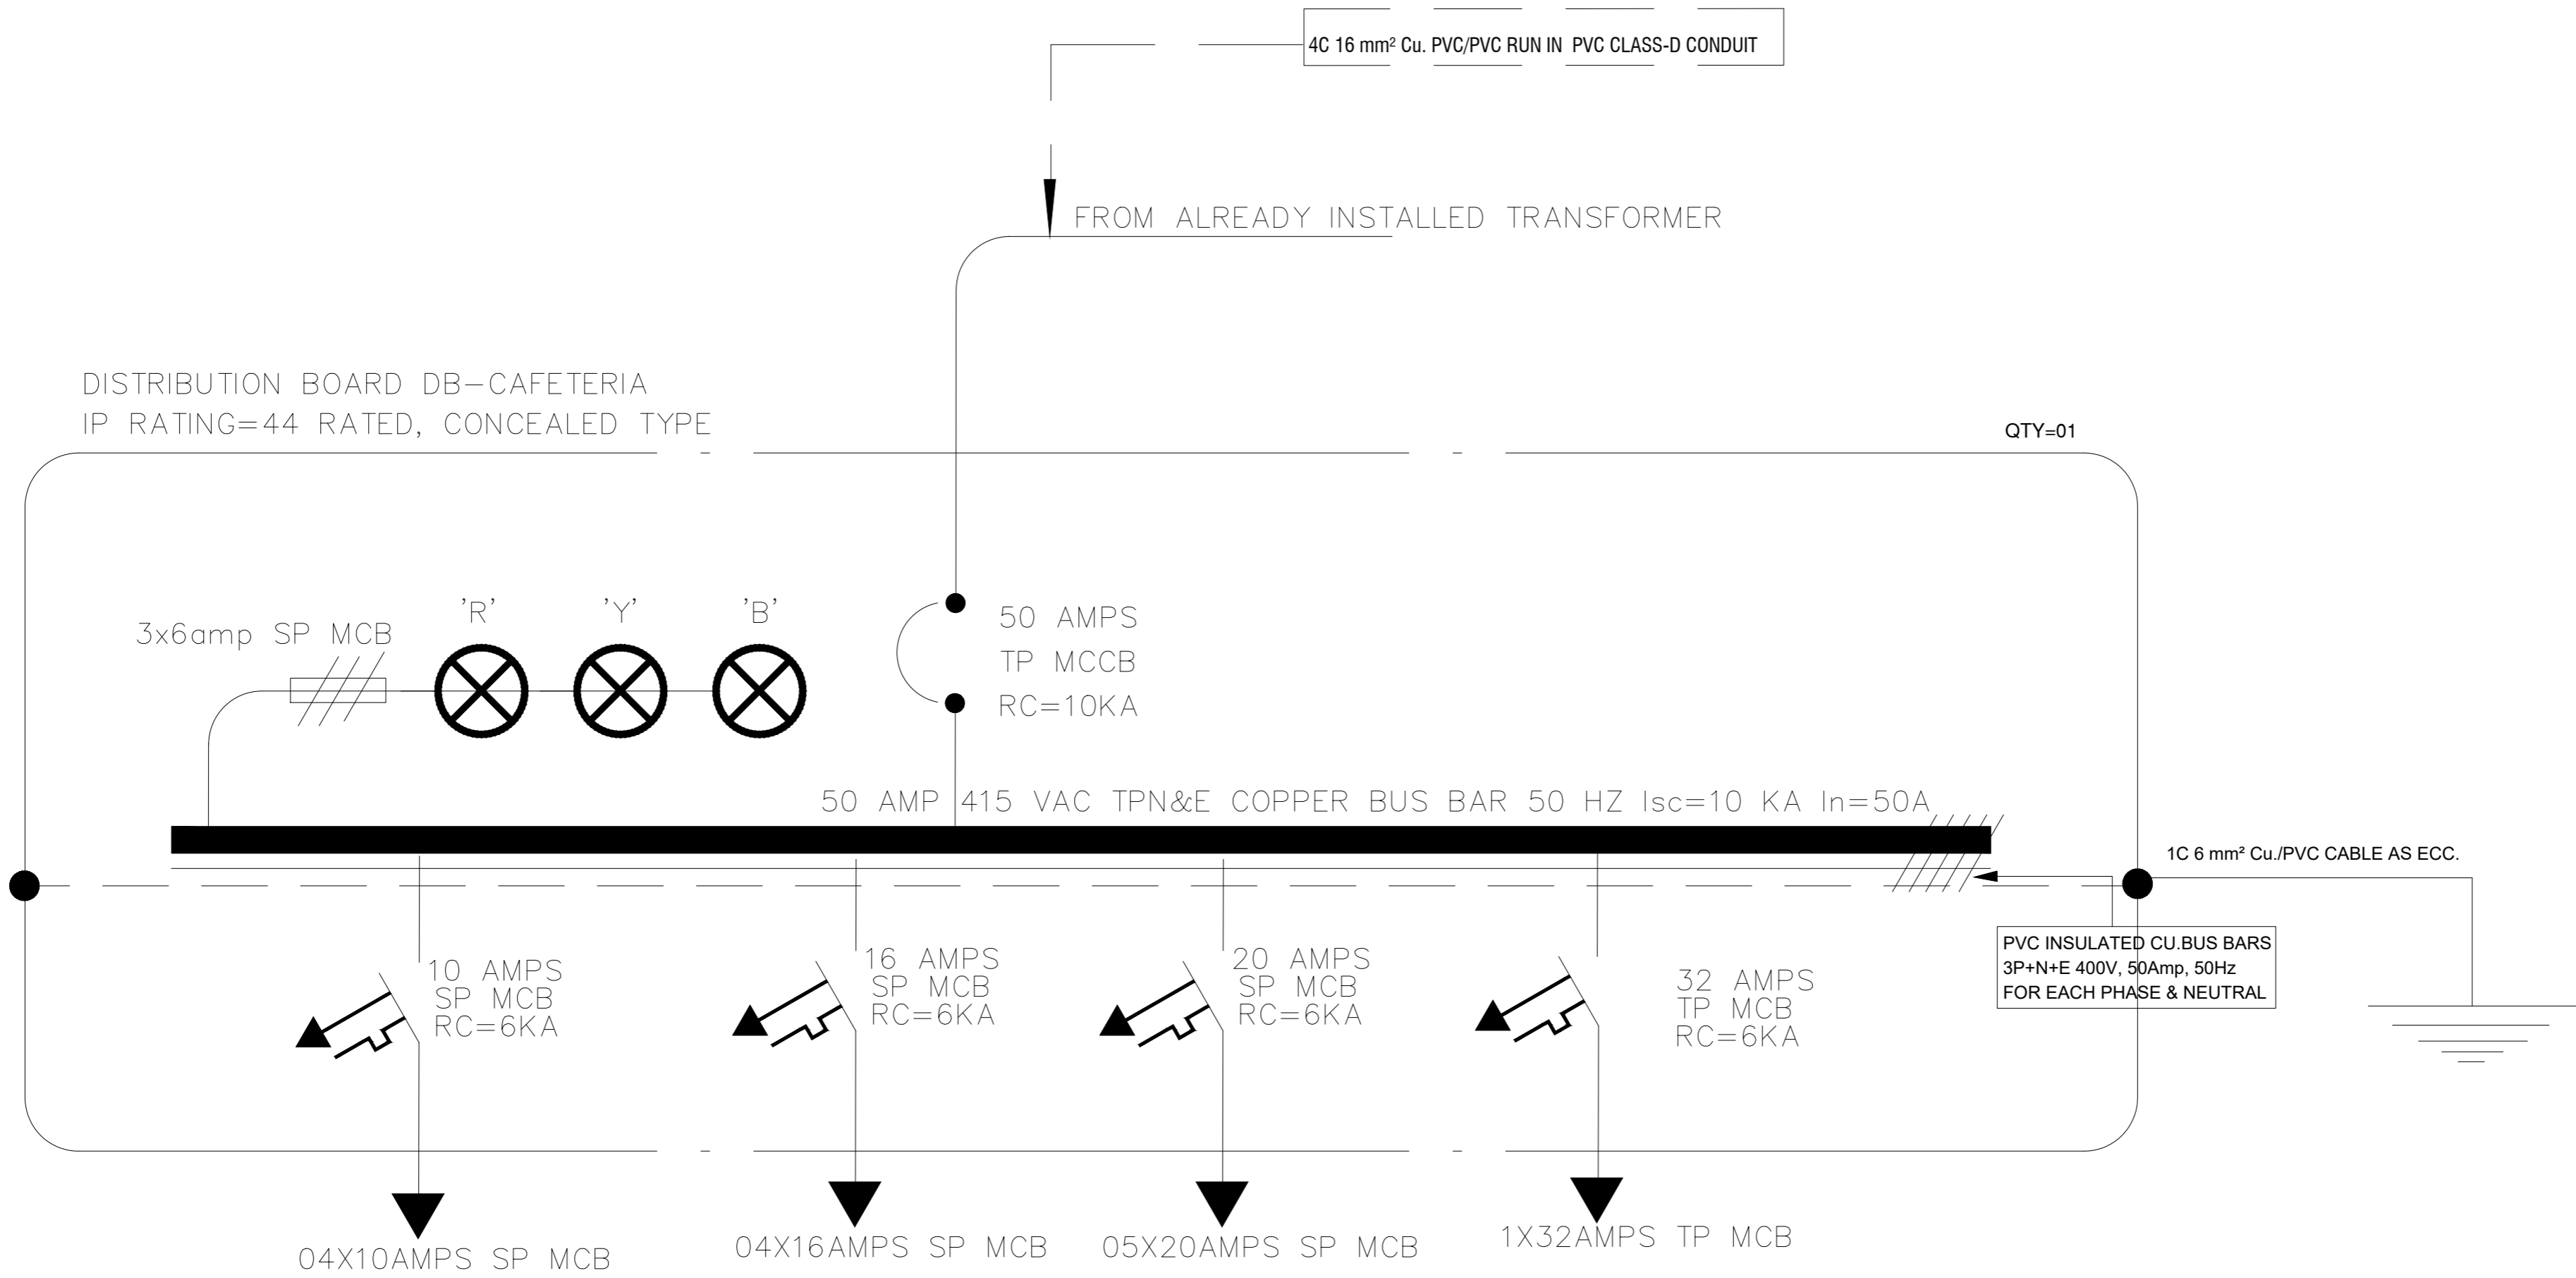 4C 16 mm² Cu. PVC/PVC RUN IN PVC CLASS-D CONDUIT
FROM ALREADY INSTALLED TRANSFORMER
DISTRIBUTION BOARD DB-CAFETERIA
IP RATING=44 RATED, CONCEALED TYPE
QTY=01
'R'
'Y'
'B'
3x6amp SP MCB
50 AMPS
TP MCCB
RC=10KA
50 AMP 415 VAC TPN&E COPPER BUS BAR 50 HZ Isc=10 KA In=50A
1C 6 mm² Cu./PVC CABLE AS ECC.
PVC INSULATED CU.BUS BARS
3P+N+E 400V, 50Amp, 50Hz
FOR EACH PHASE & NEUTRAL
10 AMPS
SP MCB
RC=6KA
16 AMPS
SP MCB
RC=6KA
20 AMPS
SP MCB
RC=6KA
32 AMPS
TP MCB
RC=6KA
04X10AMPS SP MCB
04X16AMPS SP MCB
05X20AMPS SP MCB
1X32AMPS TP MCB